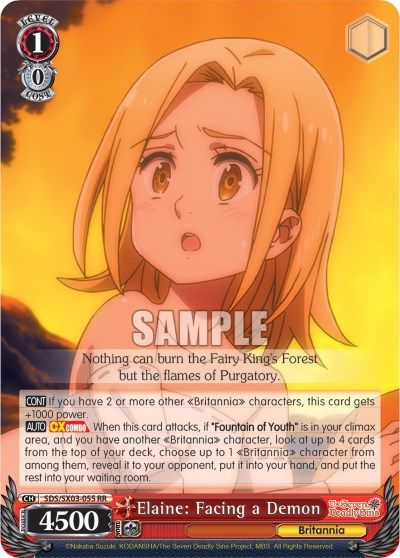 LEVEL
1
0
COST
SAMPLE
Nothing can burn the Fairy King's Forest
but the flames of Purgatory.
CONT If you have 2 or more other «Britannia» characters, this card gets
+1000 power.
AUTO CX COMBO When this card attacks, if "Fountain of Youth" is in your climax
area, and you have another «Britannia» character, look at up to 4 cards
from the top of your deck, choose up to 1 «Britannia» character from
among them, reveal it to your opponent, put it into your hand, and put the
rest into your waiting room.
CH SDS/SX03-055 RR
POWER 4500
SOUL
Elaine: Facing a Demon
The Seven Deadly Sins
Britannia
©Nakaba Suzuki, KODANSHA/The Seven Deadly Sins Project, MBS. All Rights Reserved.